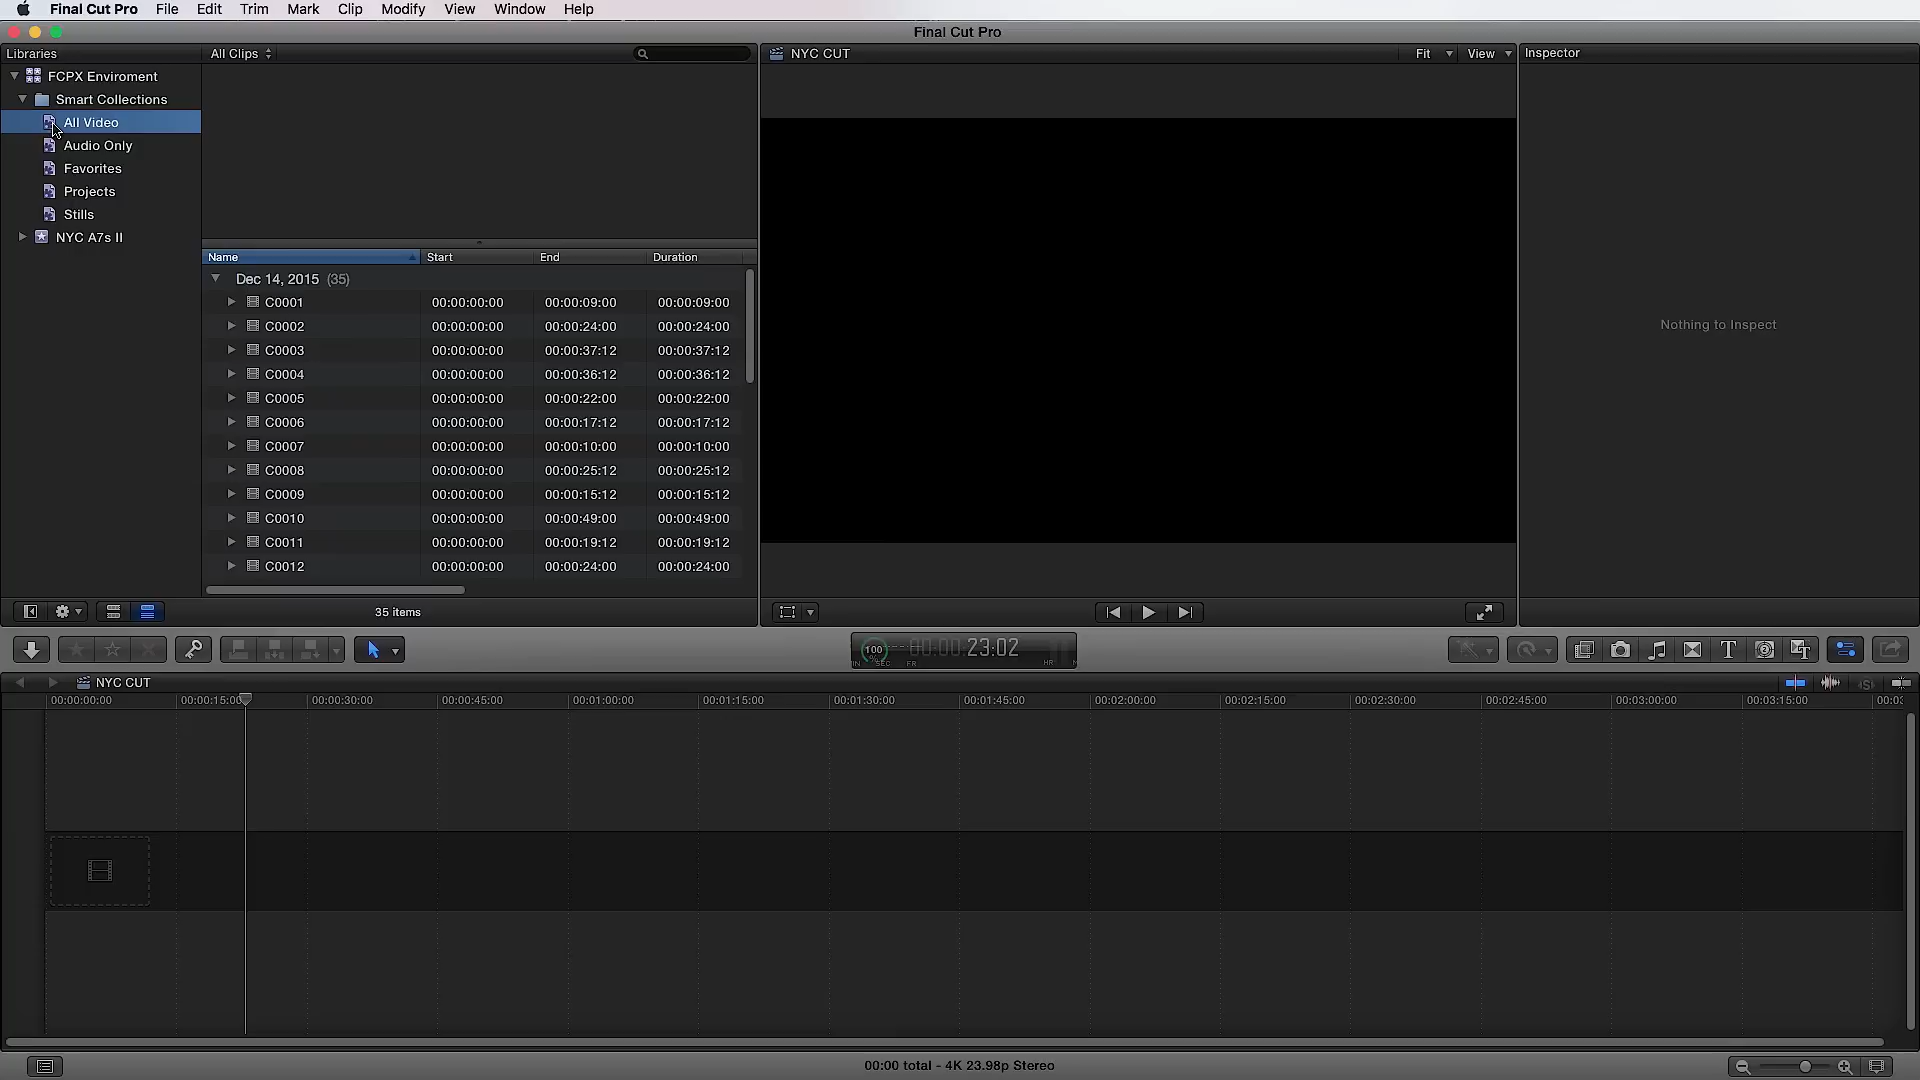 Final Cut Pro File Edit Trim Mark Clip Modify View Window Help
Final Cut Pro
Libraries
All Clips
NYC CUT
Fit
View
Inspector
FCPX Enviroment
Smart Collections
All Video
Audio Only
Favorites
Projects
Stills
NYC A7s II
Name Start End Duration
Dec 14, 2015 (35)
C0001 00:00:00:00 00:00:09:00 00:00:09:00
C0002 00:00:00:00 00:00:24:00 00:00:24:00
C0003 00:00:00:00 00:00:37:12 00:00:37:12
C0004 00:00:00:00 00:00:36:12 00:00:36:12
C0005 00:00:00:00 00:00:22:00 00:00:22:00
C0006 00:00:00:00 00:00:17:12 00:00:17:12
C0007 00:00:00:00 00:00:10:00 00:00:10:00
C0008 00:00:00:00 00:00:25:12 00:00:25:12
C0009 00:00:00:00 00:00:15:12 00:00:15:12
C0010 00:00:00:00 00:00:49:00 00:00:49:00
C0011 00:00:00:00 00:00:19:12 00:00:19:12
C0012 00:00:00:00 00:00:24:00 00:00:24:00
35 items
Nothing to Inspect
100 00:00:23:02
% SEC FR HR
NYC CUT
00:00:00:00 00:00:15:00 00:00:30:00 00:00:45:00 00:01:00:00 00:01:15:00 00:01:30:00 00:01:45:00 00:02:00:00 00:02:15:00 00:02:30:00 00:02:45:00 00:03:00:00 00:03:15:00
00:00 total - 4K 23.98p Stereo